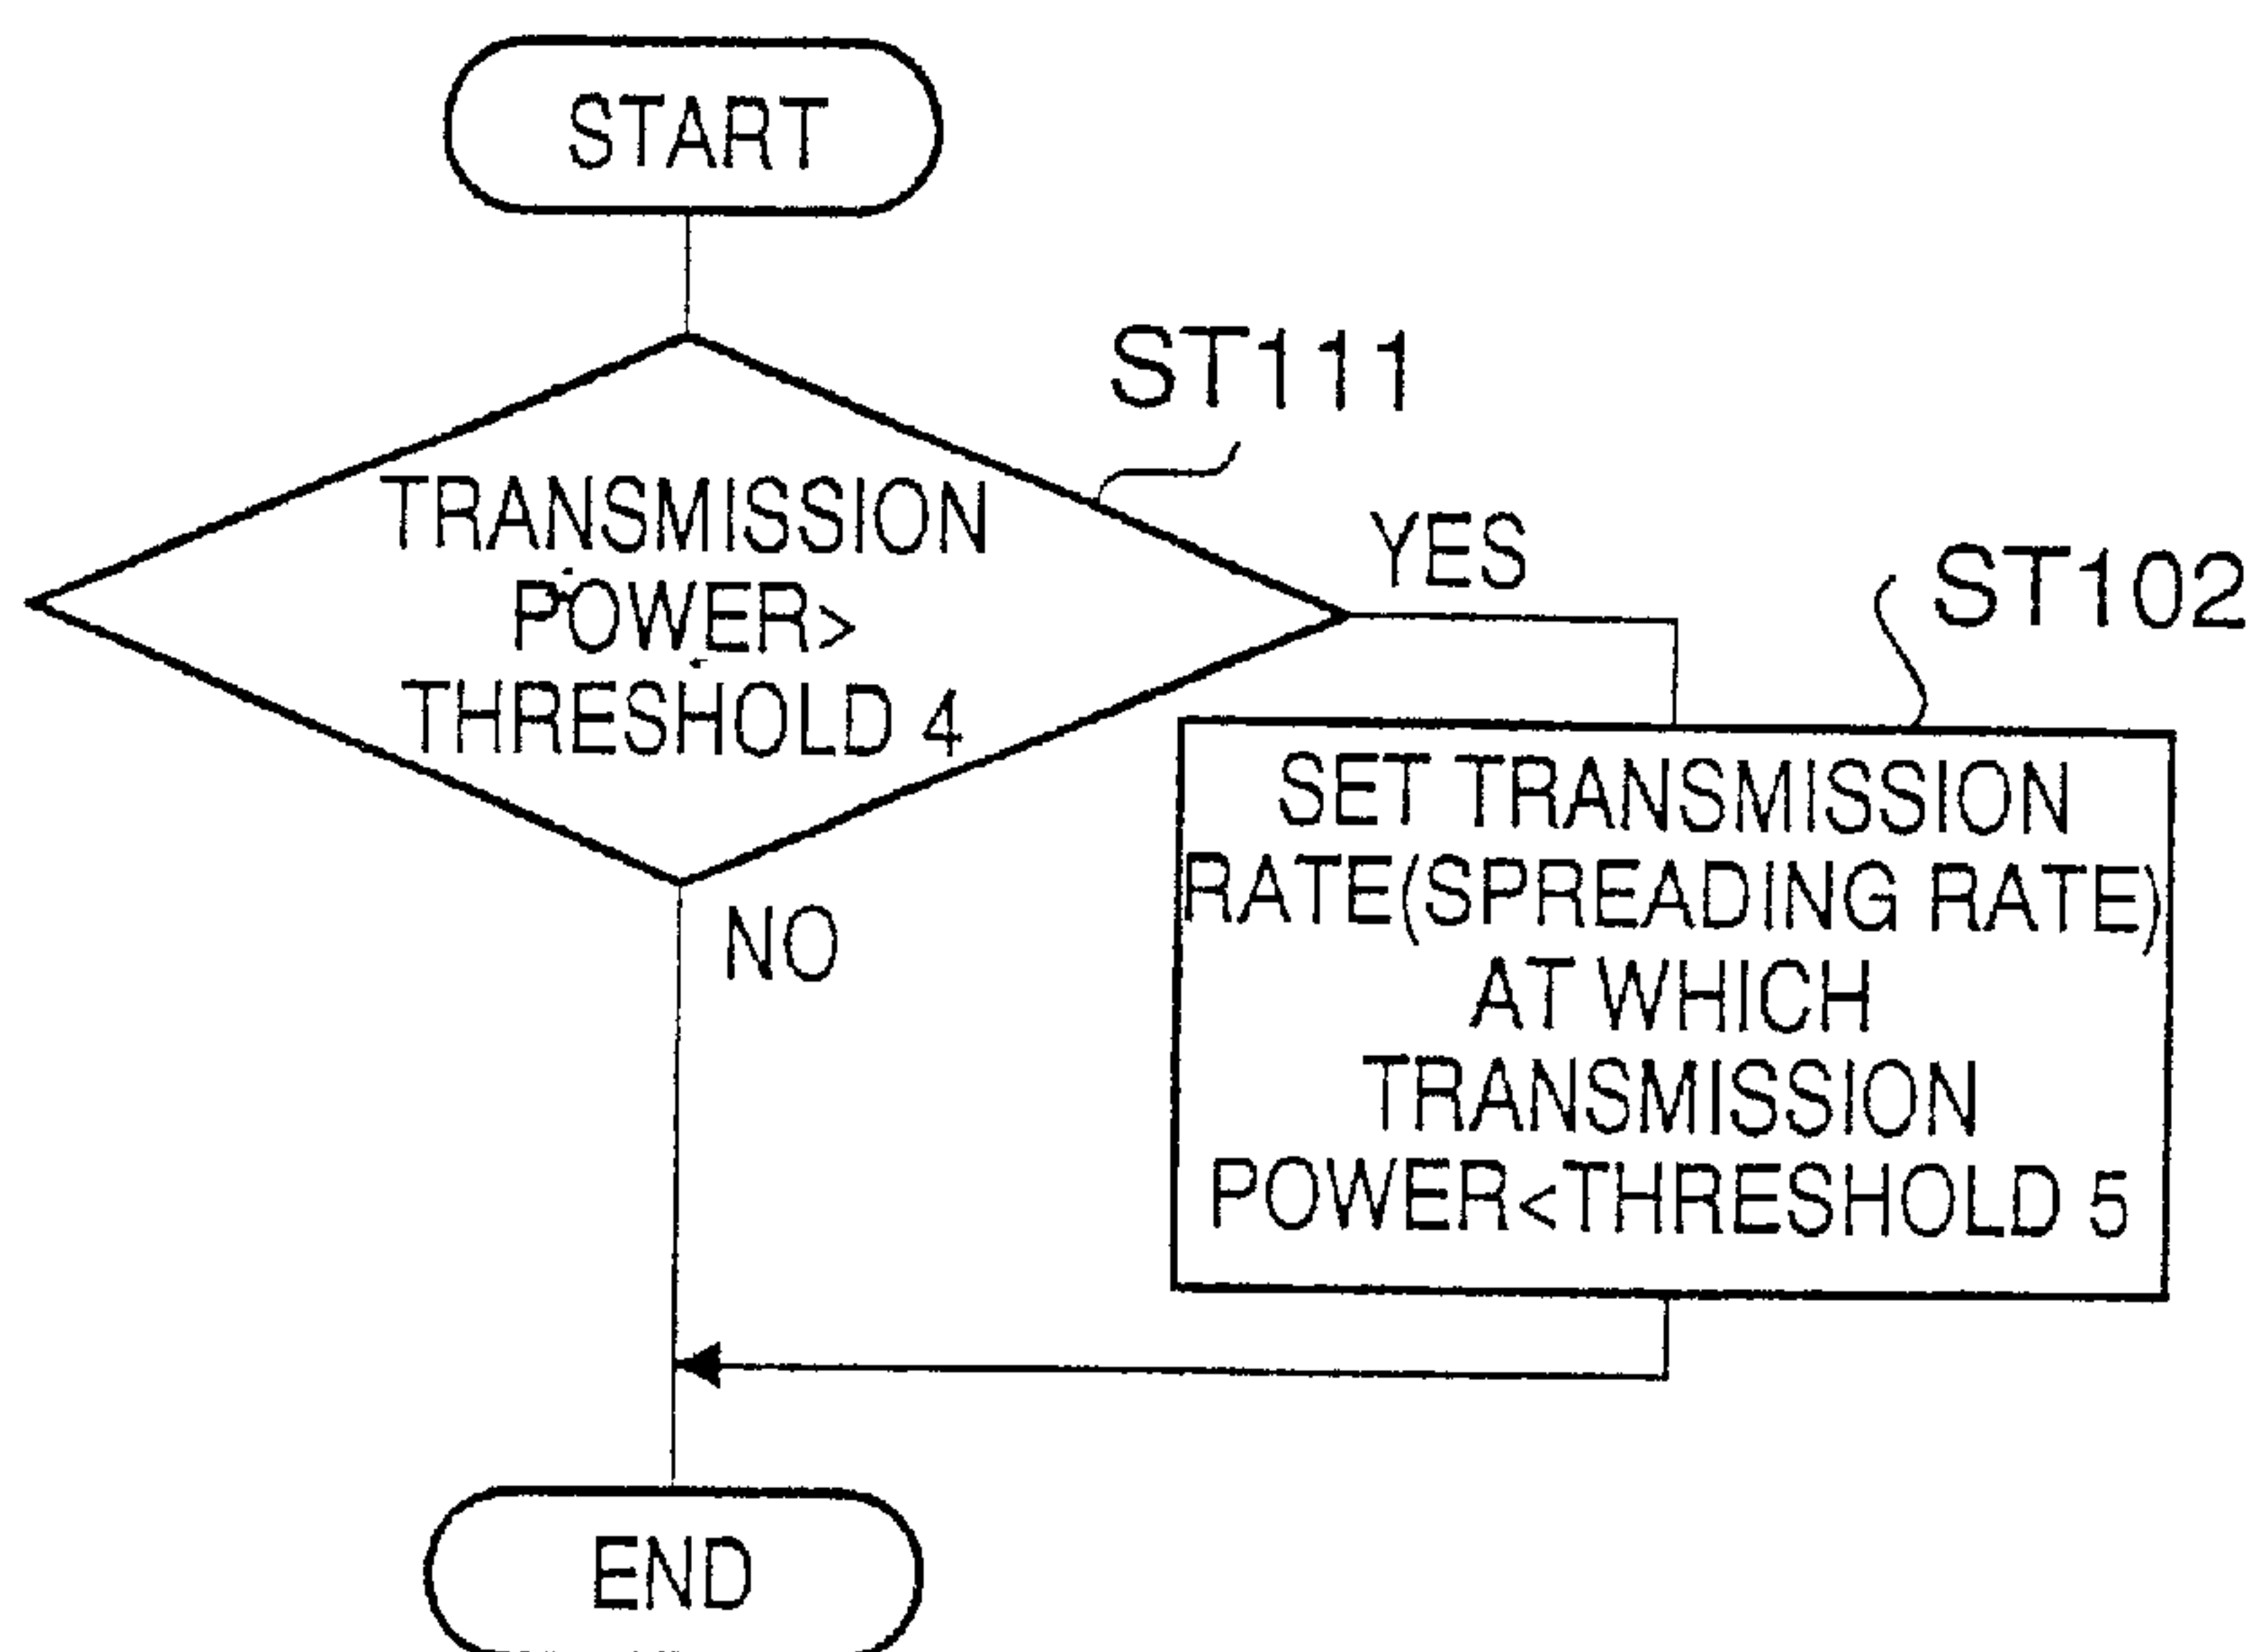 START
ST111
TRANSMISSION
POWER>
THRESHOLD 4
YES
ST102
SET TRANSMISSION
RATE(SPREADING RATE)
AT WHICH
TRANSMISSION
POWER<THRESHOLD 5
NO
END